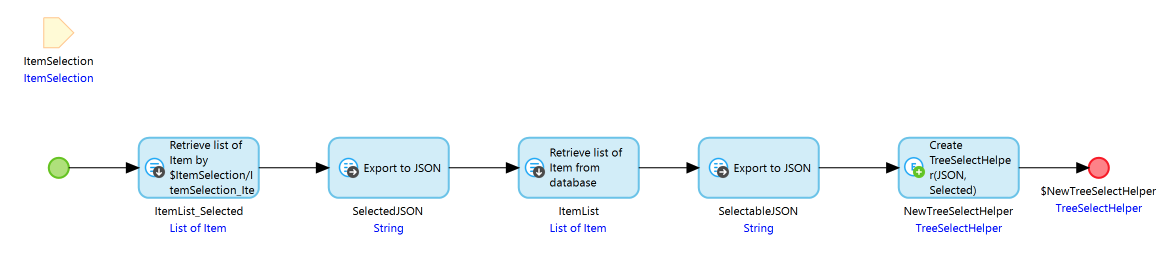 ItemSelection
ItemSelection
Retrieve list of
Item by
$ItemSelection/I
temSelection_Ite
ItemList_Selected
List of Item
Export to JSON
SelectedJSON
String
Retrieve list of
Item from
database
ItemList
List of Item
Export to JSON
SelectableJSON
String
Create
TreeSelectHelpe
r(JSON,
Selected)
NewTreeSelectHelper
TreeSelectHelper
$NewTreeSelectHelper
TreeSelectHelper